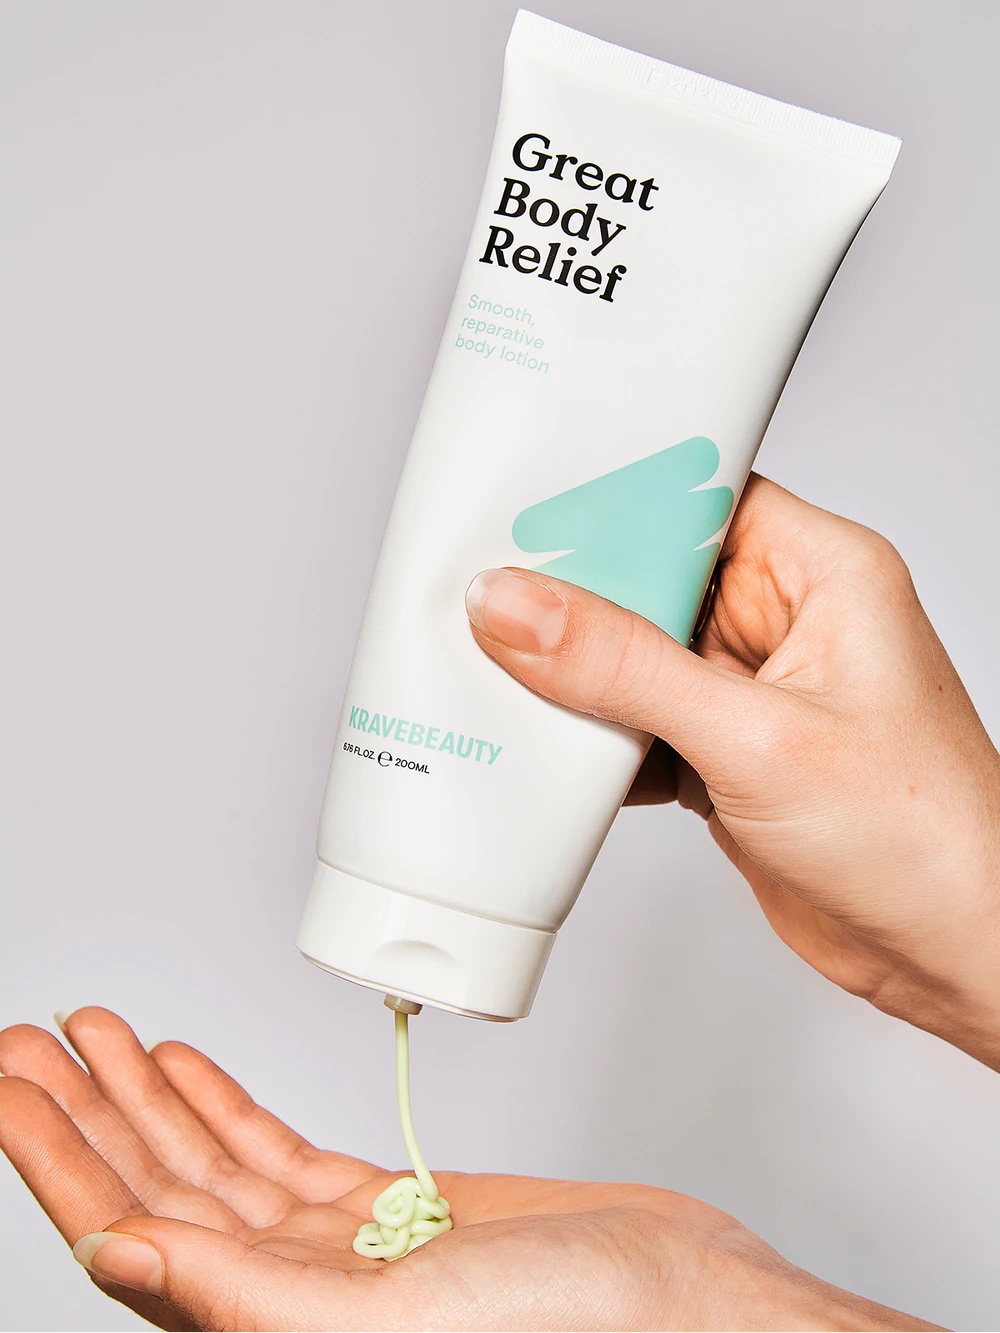 Great
Body
Relief
Smooth,
reparative
body lotion
KRAVEBEAUTY
6.76 FL.OZ. ℮ 200ML